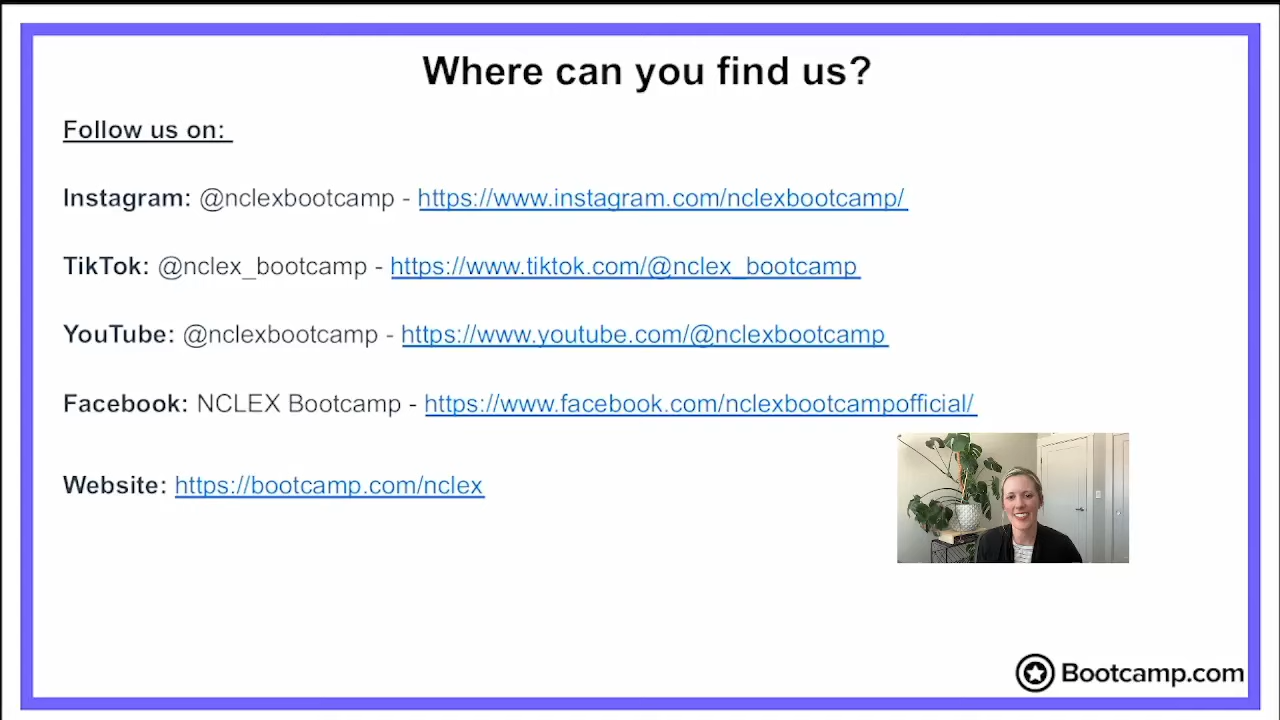 Where can you find us?
Follow us on:
Instagram: @nclexbootcamp - https://www.instagram.com/nclexbootcamp/
TikTok: @nclex_bootcamp - https://www.tiktok.com/@nclex_bootcamp
YouTube: @nclexbootcamp - https://www.youtube.com/@nclexbootcamp
Facebook: NCLEX Bootcamp - https://www.facebook.com/nclexbootcampofficial/
Website: https://bootcamp.com/nclex
Bootcamp.com